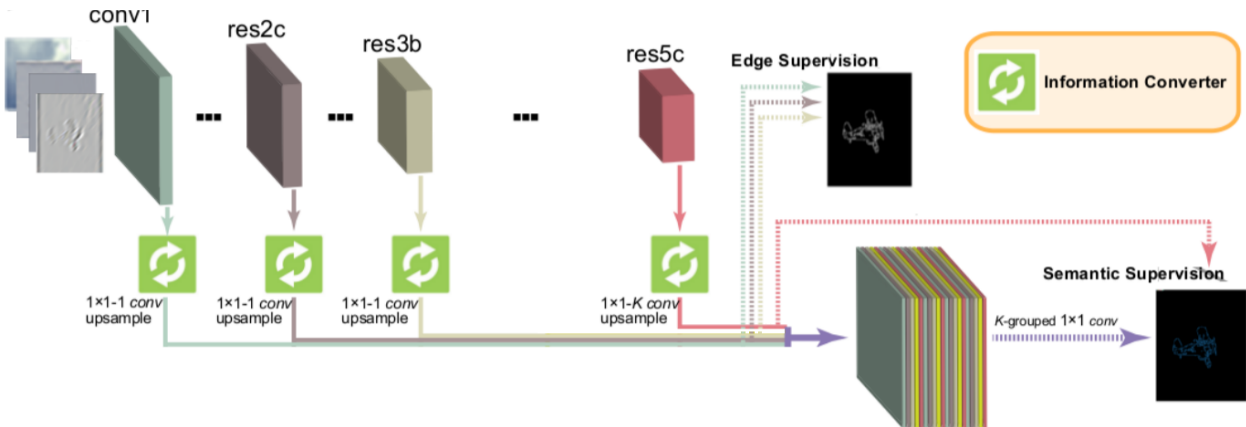 conv1
res2c
res3b
res5c
...
...
...
Edge Supervision
Information Converter
1×1-1 conv
upsample
1×1-1 conv
upsample
1×1-1 conv
upsample
1×1-K conv
upsample
Semantic Supervision
K-grouped 1×1 conv